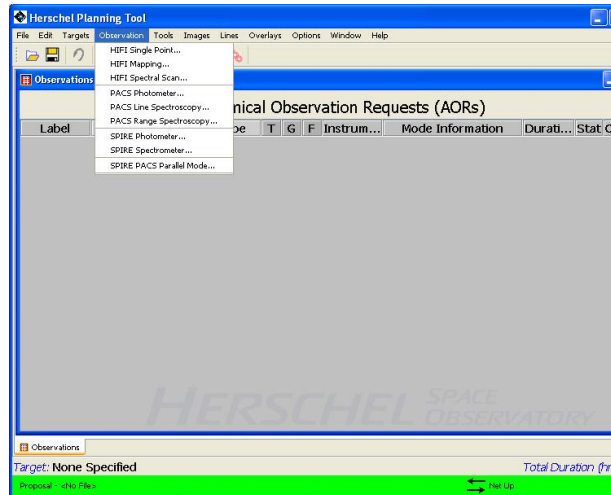 Herschel Planning Tool
File Edit Targets Observation Tools Images Lines Overlays Options Window Help
HIFI Single Point...
HIFI Mapping...
HIFI Spectral Scan...
PACS Photometer...
PACS Line Spectroscopy...
PACS Range Spectroscopy...
SPIRE Photometer...
SPIRE Spectrometer...
SPIRE PACS Parallel Mode...
Observations
mical Observation Requests (AORs)
Label pe T G F Instrum... Mode Information Durati... Stat
HERSCHEL SPACE OBSERVATORY
Observations
Target: None Specified Total Duration (hr
Proposal - <No File> Net Up